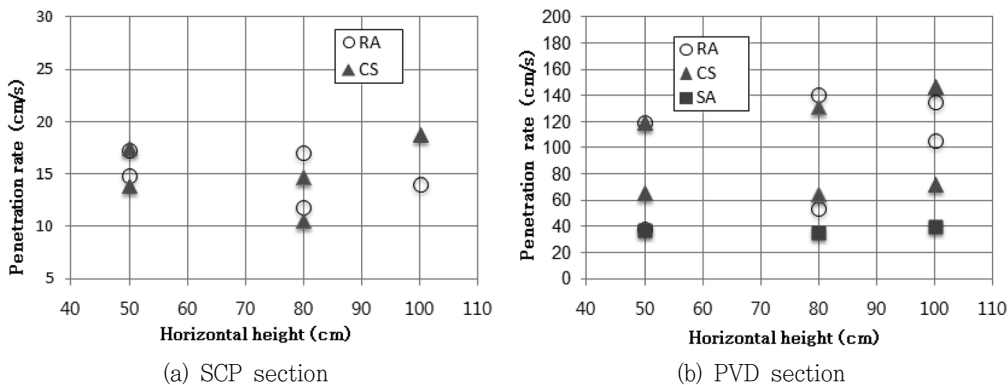 30
25
20
15
10
5
40 50 60 70 80 90 100 110
Penetration rate (cm/s)
Horizontal height (cm)
RA
CS
(a) SCP section
200
180
160
140
120
100
80
60
40
20
0
40 50 60 70 80 90 100 110
Penetration rate (cm/s)
Horizontal height (cm)
RA
CS
SA
(b) PVD section